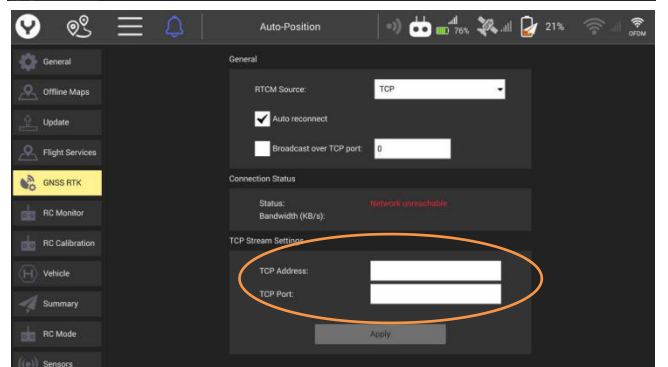 Auto-Position 76% 21% OFDM
General
Offline Maps
Update
Flight Services
GNSS RTK
RC Monitor
RC Calibration
Vehicle
Summary
RC Mode
Sensors
General
RTCM Source: TCP
Auto reconnect
Broadcast over TCP port: 0
Connection Status
Status: Network unreachable
Bandwidth (KB/s):
TCP Stream Settings
TCP Address:
TCP Port:
Apply